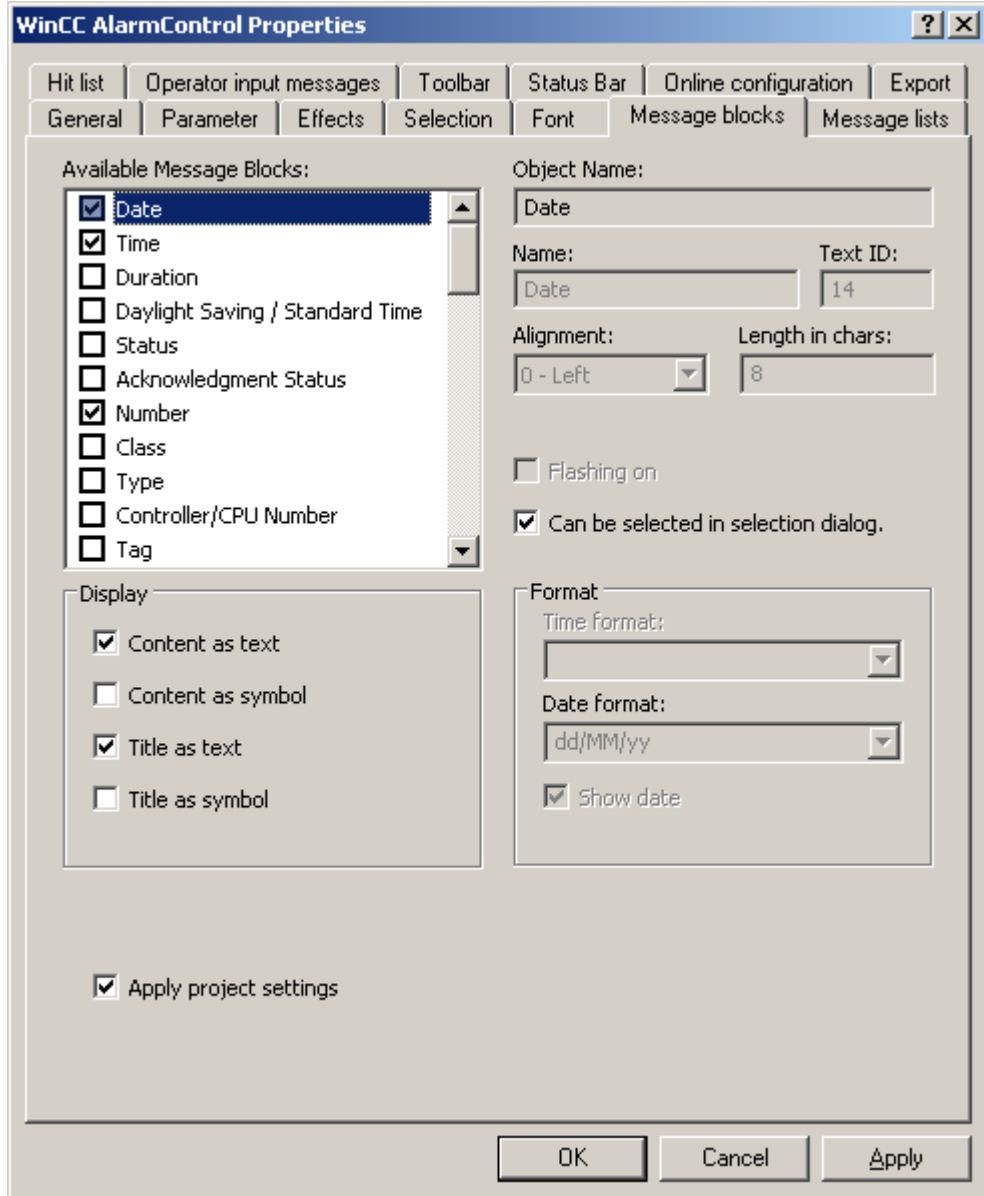 WinCC AlarmControl Properties
Hit list Operator input messages Toolbar Status Bar Online configuration Export
General Parameter Effects Selection Font Message blocks Message lists
Available Message Blocks:
Date
Time
Duration
Daylight Saving / Standard Time
Status
Acknowledgment Status
Number
Class
Type
Controller/CPU Number
Tag
Object Name:
Date
Name: Text ID:
Date 14
Alignment: Length in chars:
0 - Left 8
Flashing on
Can be selected in selection dialog.
Display
Content as text
Content as symbol
Title as text
Title as symbol
Format
Time format:
Date format:
dd/MM/yy
Show date
Apply project settings
OK Cancel Apply